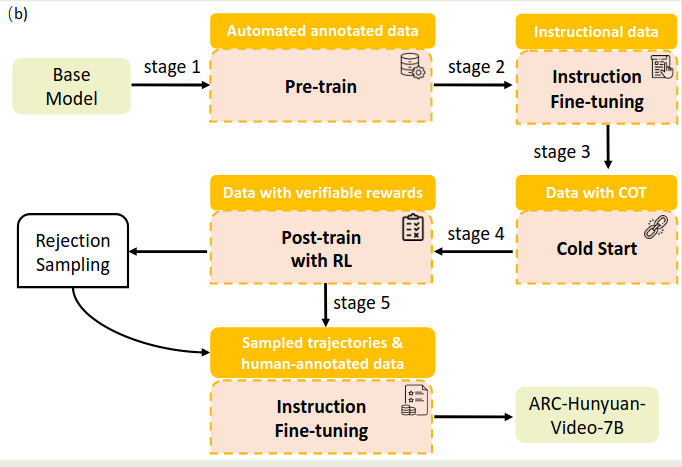 (b)
Automated annotated data
Instructional data
Base
Model
stage 1
Pre-train
stage 2
Instruction
Fine-tuning
stage 3
Data with verifiable rewards
Data with COT
Rejection
Sampling
Post-train
with RL
stage 4
Cold Start
stage 5
Sampled trajectories &
human-annotated data
Instruction
Fine-tuning
ARC-Hunyuan-
Video-7B